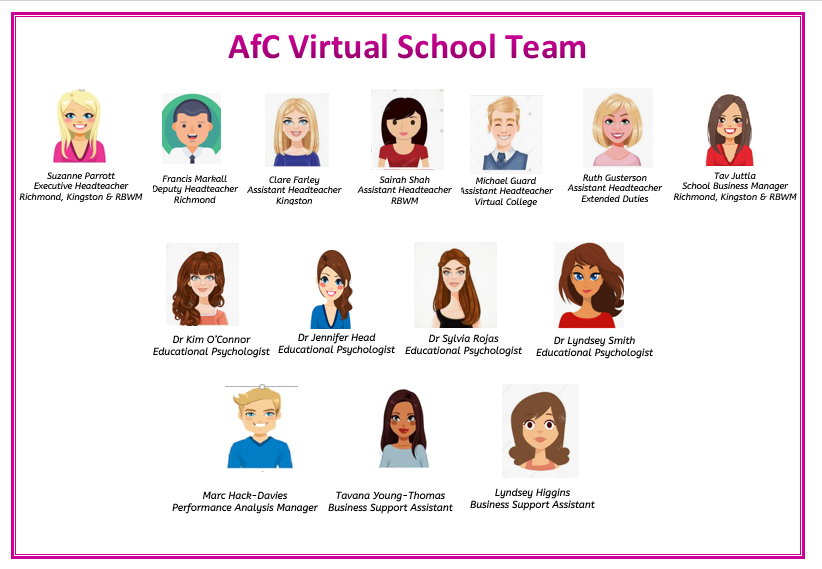 AfC Virtual School Team
Suzanne Parrott
Executive Headteacher
Richmond, Kingston & RBWM
Francis Markall
Deputy Headteacher
Richmond
Clare Farley
Assistant Headteacher
Kingston
Sairah Shah
Assistant Headteacher
RBWM
Michael Guard
Assistant Headteacher
Virtual College
Ruth Gusterson
Assistant Headteacher
Extended Duties
Tav Juttla
School Business Manager
Richmond, Kingston & RBWM
Dr Kim O'Connor
Educational Psychologist
Dr Jennifer Head
Educational Psychologist
Dr Sylvia Rojas
Educational Psychologist
Dr Lyndsey Smith
Educational Psychologist
Marc Hack-Davies
Performance Analysis Manager
Tavana Young-Thomas
Business Support Assistant
Lyndsey Higgins
Business Support Assistant